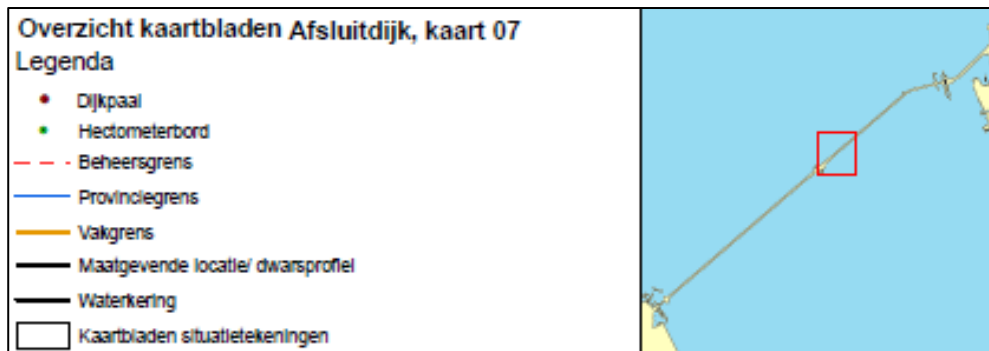 Overzicht kaartbladen Afsluitdijk, kaart 07
Legenda
Dijkpaal
Hectometerbord
Beheersgrens
Provinciegrens
Vakgrens
Maatgevende locatie/ dwarsprofiel
Waterkering
Kaartbladen situatietekeningen